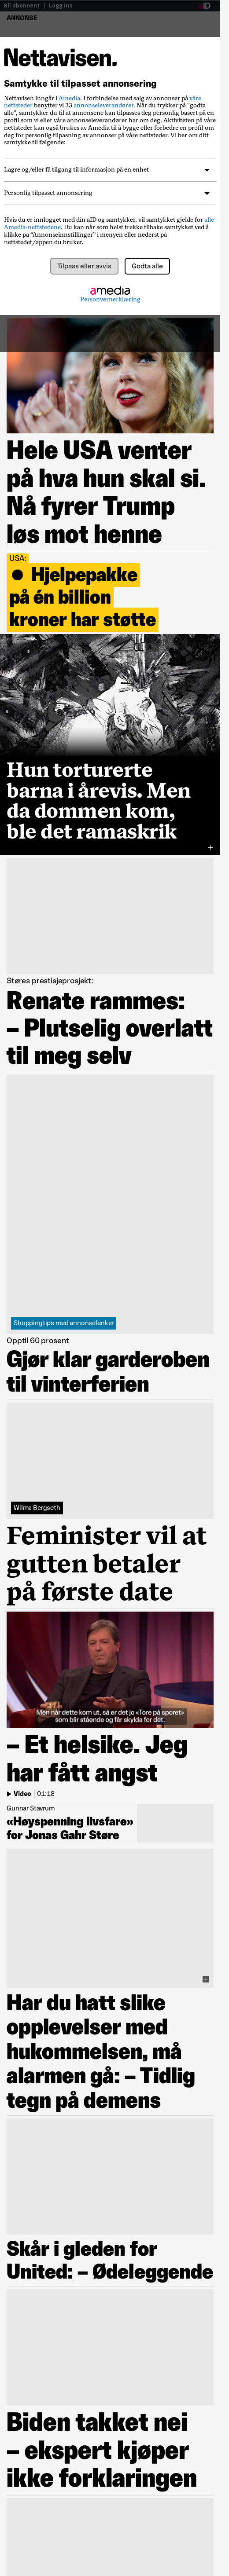 Bli abonnent | Logg inn
ANNONSE
Nettavisen.
Samtykke til tilpasset annonsering
Nettavisen inngår i Amedia. I forbindelse med salg av annonser på våre
nettsteder benytter vi 33 annonseleverandører. Når du trykker på "godta
alle", samtykker du til at annonsene kan tilpasses deg personlig basert på en
profil som vi eller våre annonseleverandører har om deg. Aktivitet på våre
nettsteder kan også brukes av Amedia til å bygge eller forbedre en profil om
deg for personlig tilpasning av annonser på våre nettsteder. Vi ber om ditt
samtykke til følgende:
Lagre og/eller få tilgang til informasjon på en enhet
Personlig tilpasset annonsering
Hvis du er innlogget med din aID og samtykker, vil samtykket gjelde for alle
Amedia-nettstedene. Du kan når som helst trekke samtykket ved å
klikke på “Annonseinnstillinger” i menyen eller nederst på
nettstedet/appen du bruker.
Tilpass eller avvis
Godta alle
amedia
Personvernerklæring
Hele USA venter
på hva hun skal si.
Nå fyrer Trump
løs mot henne
USA:
Hjelpepakke
på én billion
kroner har støtte
Hun torturerte
barna i årevis. Men
da dommen kom,
ble det ramaskrik
Støres prestisjeprosjekt:
Renate rammes:
– Plutselig overlatt
til meg selv
Shoppingtips med annonselenker
Opptil 60 prosent
Gjør klar garderoben
til vinterferien
Wilma Bergseth
Feminister vil at
gutten betaler
på første date
Men når dette kom ut, så er det jo «Tore på sporet»
som blir stående og får skylda for det.
– Et helsike. Jeg
har fått angst
Video | 01:18
Gunnar Stavrum
«Høyspenning livsfare»
for Jonas Gahr Støre
Har du hatt slike
opplevelser med
hukommelsen, må
alarmen gå: – Tidlig
tegn på demens
Skår i gleden for
United: – Ødeleggende
Biden takket nei
– ekspert kjøper
ikke forklaringen